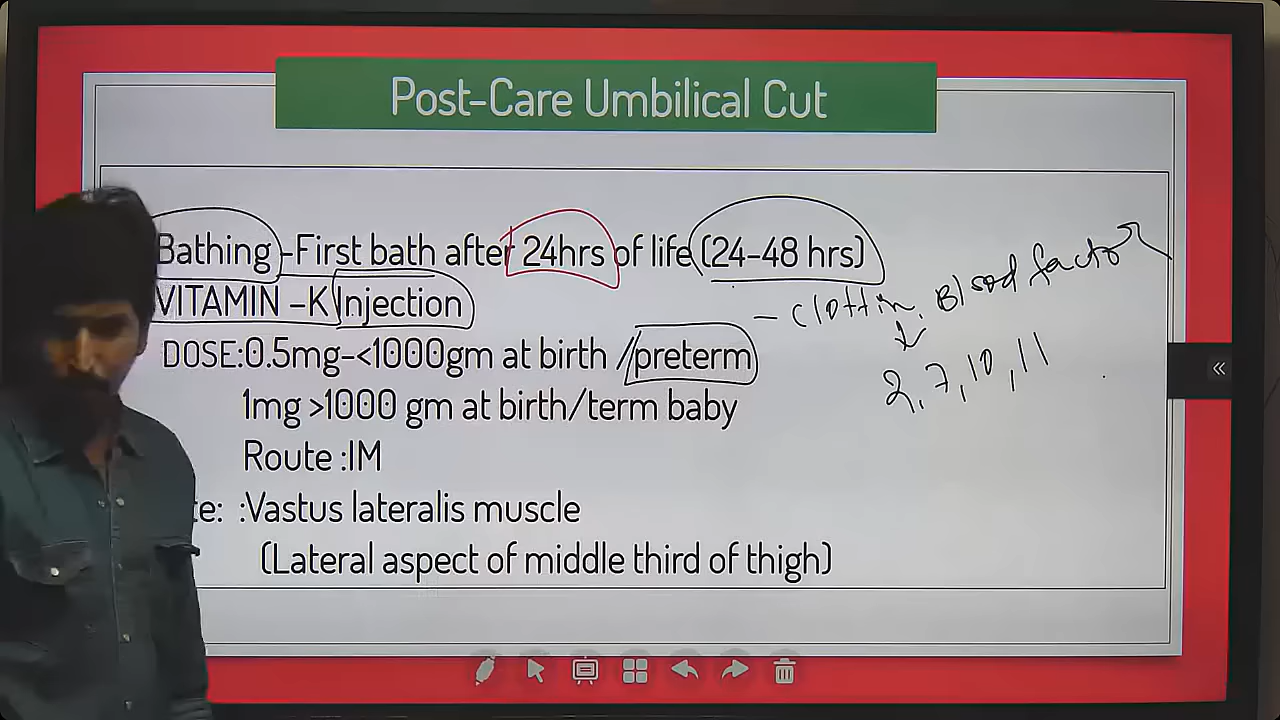 Post-Care Umbilical Cut
Bathing -First bath after 24hrs of life (24-48 hrs)
VITAMIN -K Injection
- Clottin. Blood factor
2, 7, 10, 11
DOSE:0.5mg-<1000gm at birth /preterm
1mg >1000 gm at birth/term baby
Route :IM
te: :Vastus lateralis muscle
(Lateral aspect of middle third of thigh)